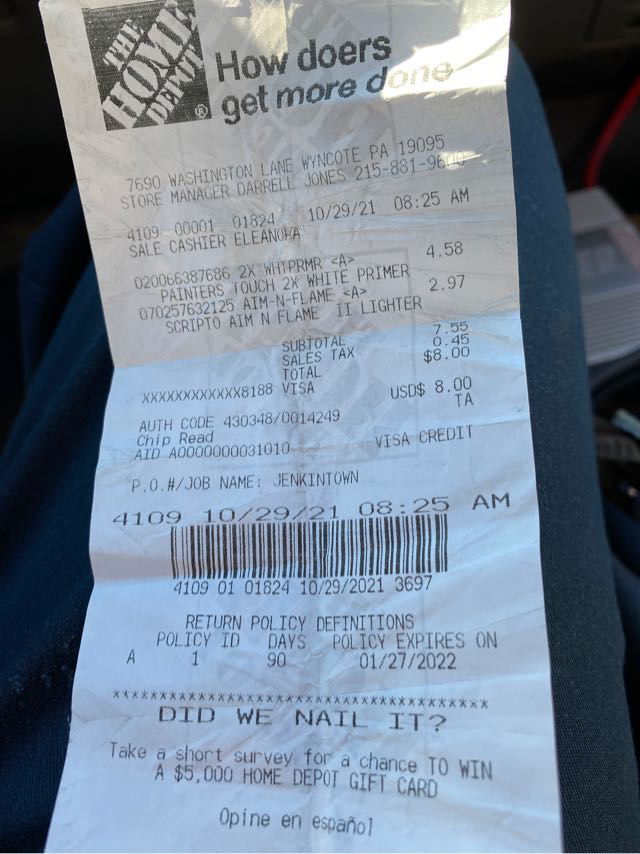 THE
HOME
DEPOT
®
How doers
get more done
7690 WASHINGTON LANE WYNCOTE PA 19095
STORE MANAGER DARRELL JONES 215-881-
4109 00001 01824 10/29/21 08:25 AM
SALE CASHIER ELEANORA
020066387686 2X WHTPRMR <A> 4.58
PAINTERS TOUCH 2X WHITE PRIMER
070257632125 AIM-N-FLAME <A> 2.97
SCRIPTO AIM N FLAME II LIGHTER
SUBTOTAL 7.55
SALES TAX 0.45
TOTAL $8.00
XXXXXXXXXXXX8188 VISA
USD$ 8.00
AUTH CODE 430348/0014249 TA
Chip Read
AID A0000000031010 VISA CREDIT
P.O.#/JOB NAME: JENKINTOWN
4109 10/29/21 08:25 AM
4109 01 01824 10/29/2021 3697
RETURN POLICY DEFINITIONS
POLICY ID DAYS POLICY EXPIRES ON
A 1 90 01/27/2022
DID WE NAIL IT?
Take a short survey for a chance TO WIN
A $5,000 HOME DEPOT GIFT CARD
Opine en español